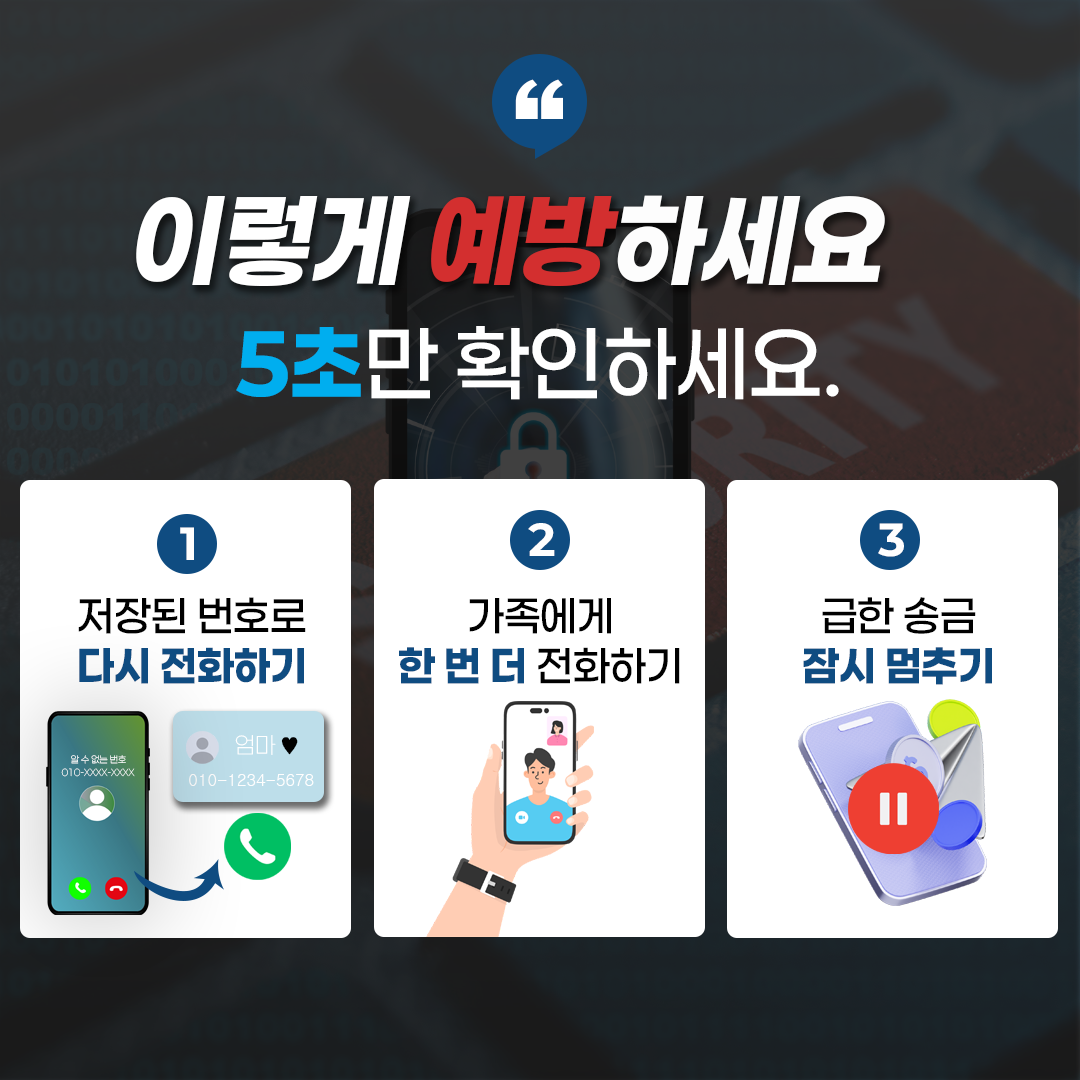 이렇게 예방하세요
5초만 확인하세요.
1
저장된 번호로
다시 전화하기
알 수 없는 번호
010-XXXX-XXXX
엄마 ♥
010-1234-5678
2
가족에게
한 번 더 전화하기
3
급한 송금
잠시 멈추기